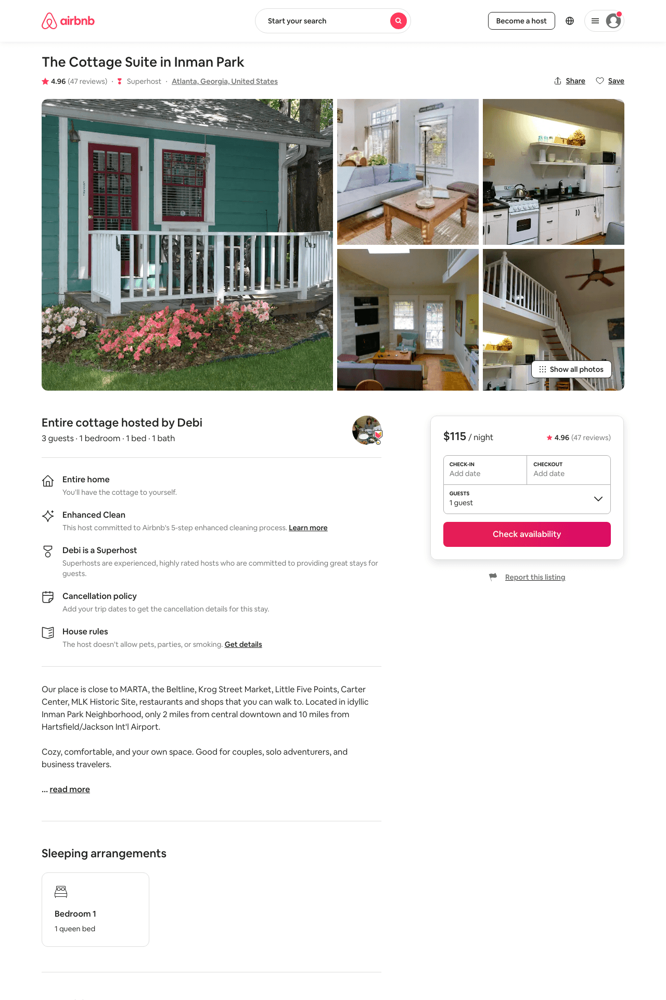 airbnb
Start your search
Become a host
The Cottage Suite in Inman Park
4.96 (47 reviews) · Superhost · Atlanta, Georgia, United States
Share
Save
Show all photos
Entire cottage hosted by Debi
3 guests · 1 bedroom · 1 bed · 1 bath
Entire home
You'll have the cottage to yourself.
Enhanced Clean
This host committed to Airbnb's 5-step enhanced cleaning process. Learn more
Debi is a Superhost
Superhosts are experienced, highly rated hosts who are committed to providing great stays for
guests.
Cancellation policy
Add your trip dates to get the cancellation details for this stay.
House rules
The host doesn't allow pets, parties, or smoking. Get details
$115 / night
4.96 (47 reviews)
CHECK-IN
Add date
CHECKOUT
Add date
GUESTS
1 guest
Check availability
Report this listing
Our place is close to MARTA, the Beltline, Krog Street Market, Little Five Points, Carter
Center, MLK Historic Site, restaurants and shops that you can walk to. Located in idyllic
Inman Park Neighborhood, only 2 miles from central downtown and 10 miles from
Hartsfield/Jackson Int'l Airport.
Cozy, comfortable, and your own space. Good for couples, solo adventurers, and
business travelers.
... read more
Sleeping arrangements
Bedroom 1
1 queen bed